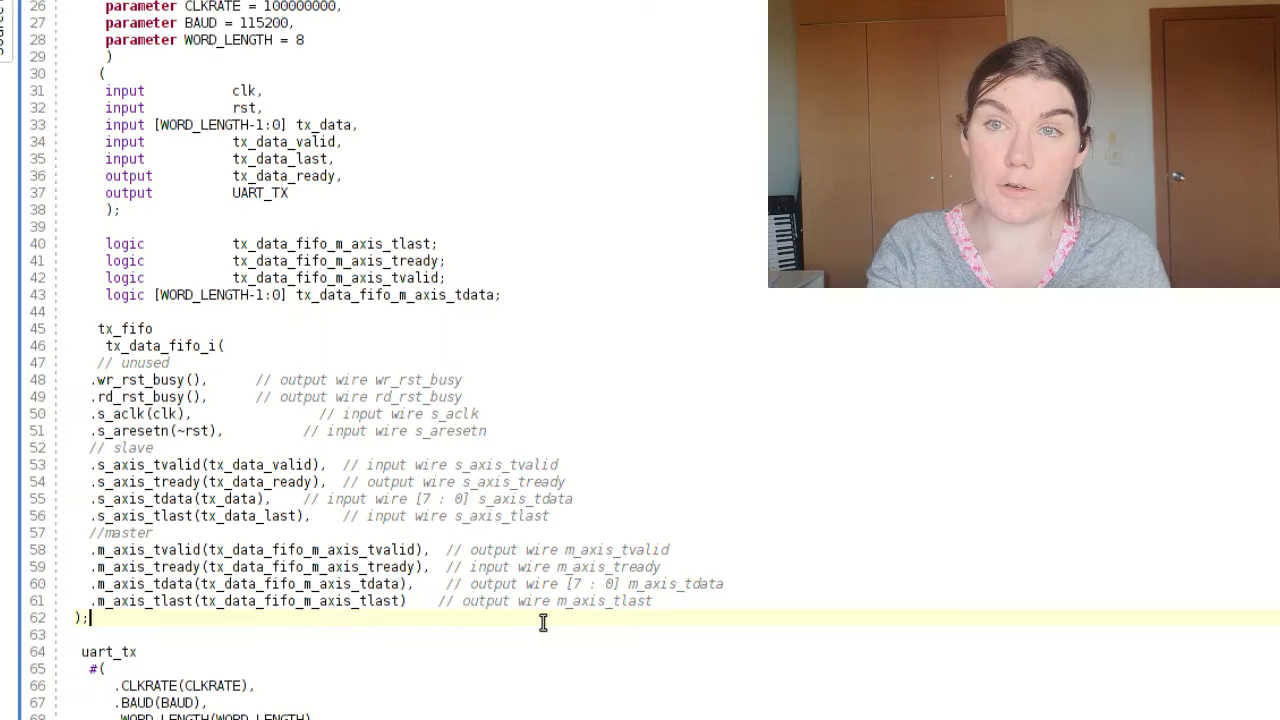 Source
26 parameter CLKRATE = 100000000,
27 parameter BAUD = 115200,
28 parameter WORD_LENGTH = 8
29 )
30 (
31 input clk,
32 input rst,
33 input [WORD_LENGTH-1:0] tx_data,
34 input tx_data_valid,
35 input tx_data_last,
36 output tx_data_ready,
37 output UART_TX
38 );
39
40 logic tx_data_fifo_m_axis_tlast;
41 logic tx_data_fifo_m_axis_tready;
42 logic tx_data_fifo_m_axis_tvalid;
43 logic [WORD_LENGTH-1:0] tx_data_fifo_m_axis_tdata;
44
45 tx_fifo
46 tx_data_fifo_i(
47 // unused
48 .wr_rst_busy(), // output wire wr_rst_busy
49 .rd_rst_busy(), // output wire rd_rst_busy
50 .s_aclk(clk), // input wire s_aclk
51 .s_aresetn(~rst), // input wire s_aresetn
52 // slave
53 .s_axis_tvalid(tx_data_valid), // input wire s_axis_tvalid
54 .s_axis_tready(tx_data_ready), // output wire s_axis_tready
55 .s_axis_tdata(tx_data), // input wire [7 : 0] s_axis_tdata
56 .s_axis_tlast(tx_data_last), // input wire s_axis_tlast
57 //master
58 .m_axis_tvalid(tx_data_fifo_m_axis_tvalid), // output wire m_axis_tvalid
59 .m_axis_tready(tx_data_fifo_m_axis_tready), // input wire m_axis_tready
60 .m_axis_tdata(tx_data_fifo_m_axis_tdata), // output wire [7 : 0] m_axis_tdata
61 .m_axis_tlast(tx_data_fifo_m_axis_tlast) // output wire m_axis_tlast
62 );
63
64 uart_tx
65 #(
66 .CLKRATE(CLKRATE),
67 .BAUD(BAUD),
68 .WORD_LENGTH(WORD_LENGTH)